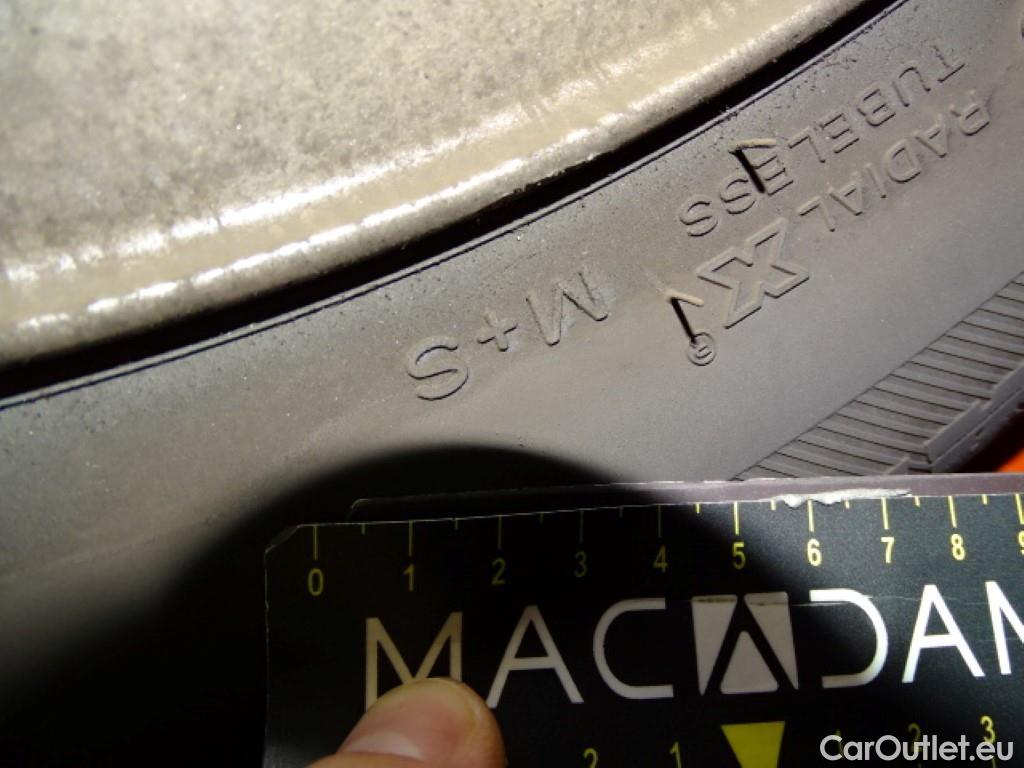 TUBELESS
RADIAL X ®
M+S
0 1 2 3 4 5 6 7 8 9
MACADAM
2 1 1 2 3
CarOutlet.eu